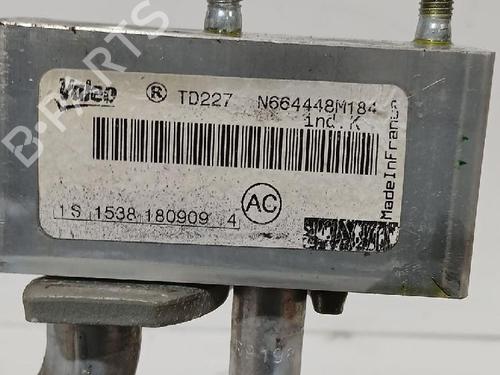 B-PARTS
Valeo ® TD227 N664448M184
ind.K
MadeInFrance
AC
1S 1538 180909 4